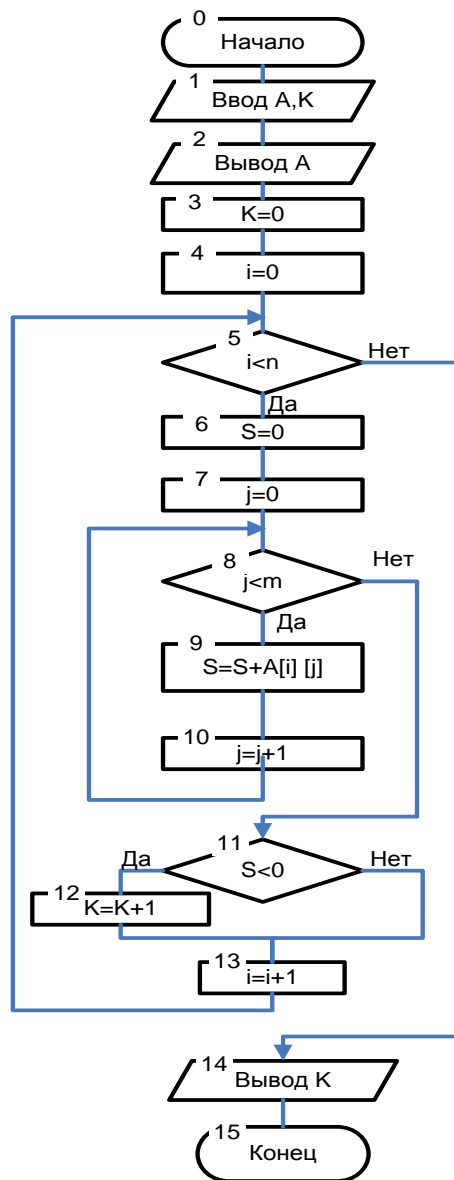 0
Начало
1
Ввод A,K
2
Вывод A
3
K=0
4
i=0
5
i<n
Нет
Да
6
S=0
7
j=0
8
j<m
Нет
Да
9
S=S+A[i] [j]
10
j=j+1
11
S<0
Да
Нет
12
K=K+1
13
i=i+1
14
Вывод K
15
Конец